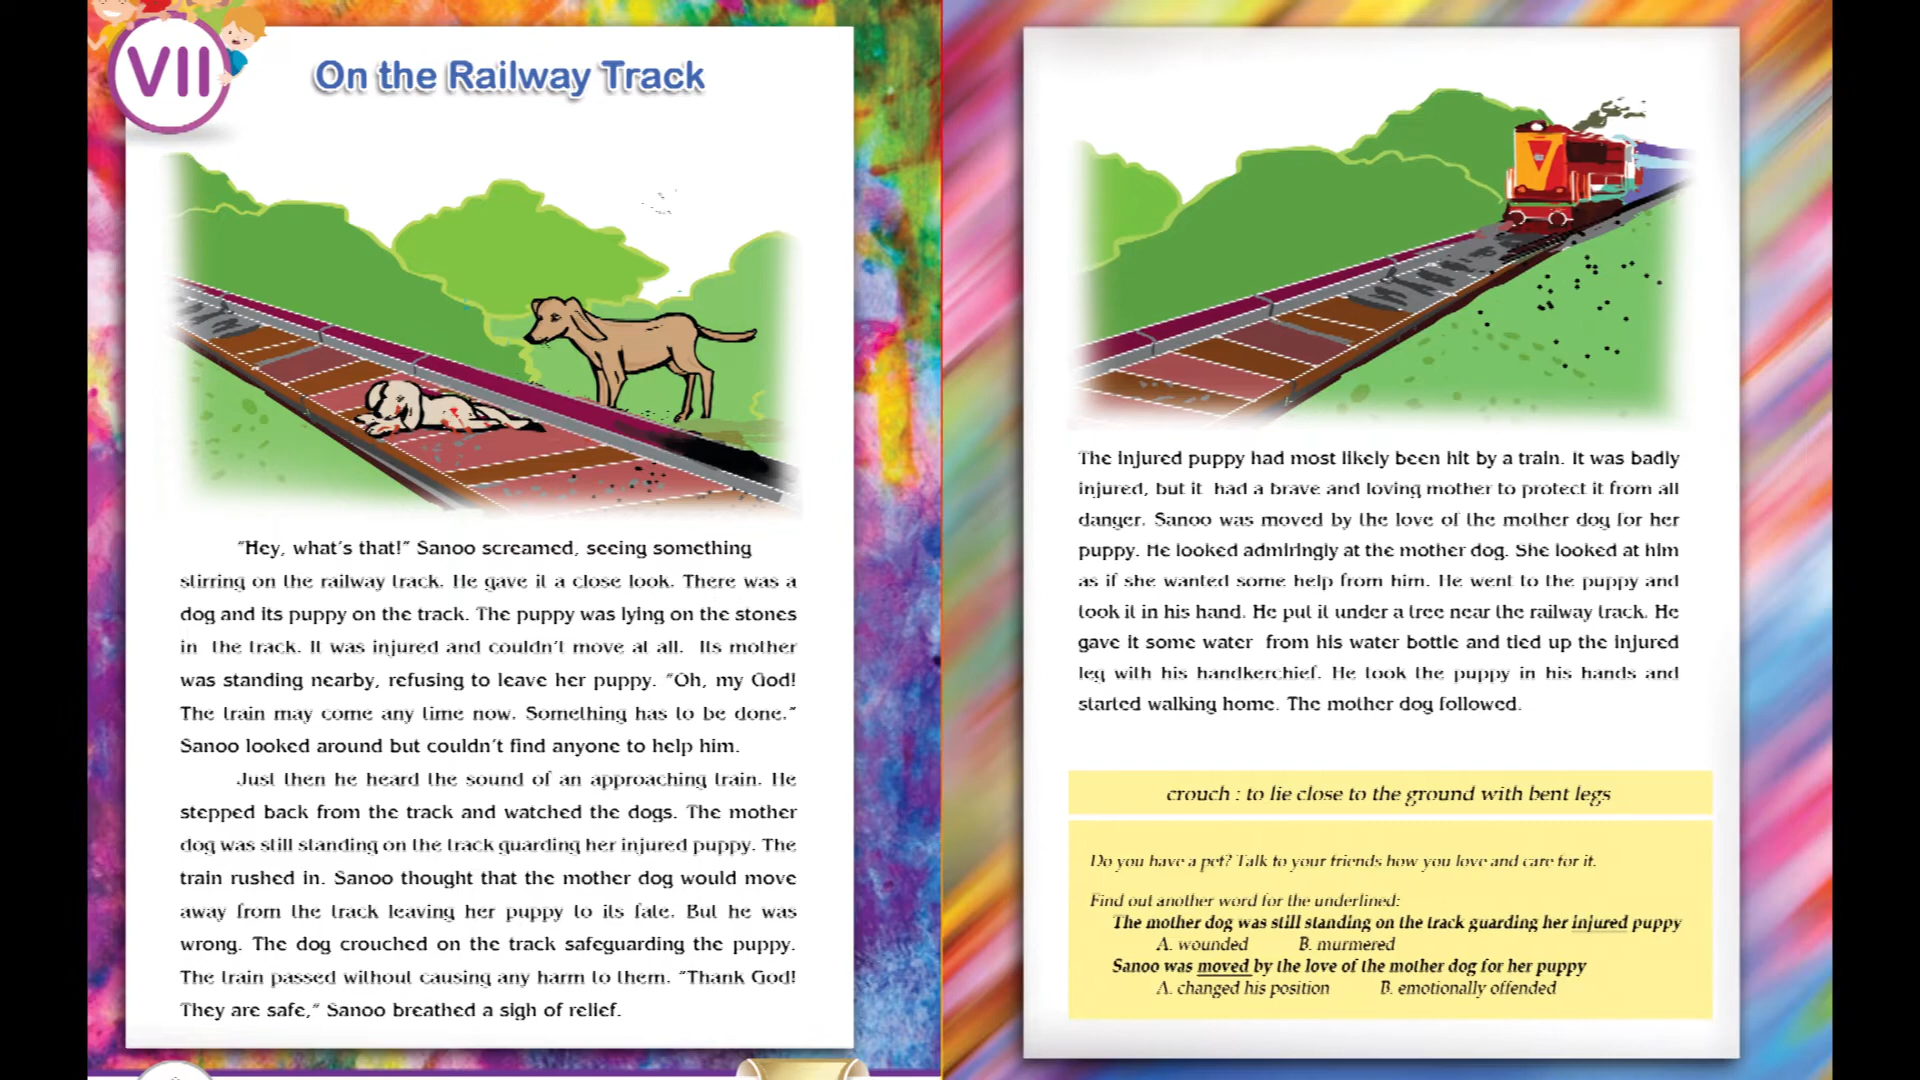 VII
On the Railway Track
"Hey, what's that!" Sanoo screamed, seeing something
stirring on the railway track. He gave it a close look. There was a
dog and its puppy on the track. The puppy was lying on the stones
in the track. It was injured and couldn't move at all. Its mother
was standing nearby, refusing to leave her puppy. "Oh, my God!
The train may come any time now. Something has to be done."
Sanoo looked around but couldn't find anyone to help him.
Just then he heard the sound of an approaching train. He
stepped back from the track and watched the dogs. The mother
dog was still standing on the track guarding her injured puppy. The
train rushed in. Sanoo thought that the mother dog would move
away from the track leaving her puppy to its fate. But he was
wrong. The dog crouched on the track safeguarding the puppy.
The train passed without causing any harm to them. "Thank God!
They are safe," Sanoo breathed a sigh of relief.
The injured puppy had most likely been hit by a train. It was badly
injured, but it had a brave and loving mother to protect it from all
danger. Sanoo was moved by the love of the mother dog for her
puppy. He looked admiringly at the mother dog. She looked at him
as if she wanted some help from him. He went to the puppy and
took it in his hand. He put it under a tree near the railway track. He
gave it some water from his water bottle and tied up the injured
leg with his handkerchief. He took the puppy in his hands and
started walking home. The mother dog followed.
crouch : to lie close to the ground with bent legs
Do you have a pet? Talk to your friends how you love and care for it.
Find out another word for the underlined:
The mother dog was still standing on the track guarding her injured puppy
A. wounded B. murmered
Sanoo was moved by the love of the mother dog for her puppy
A. changed his position B. emotionally offended